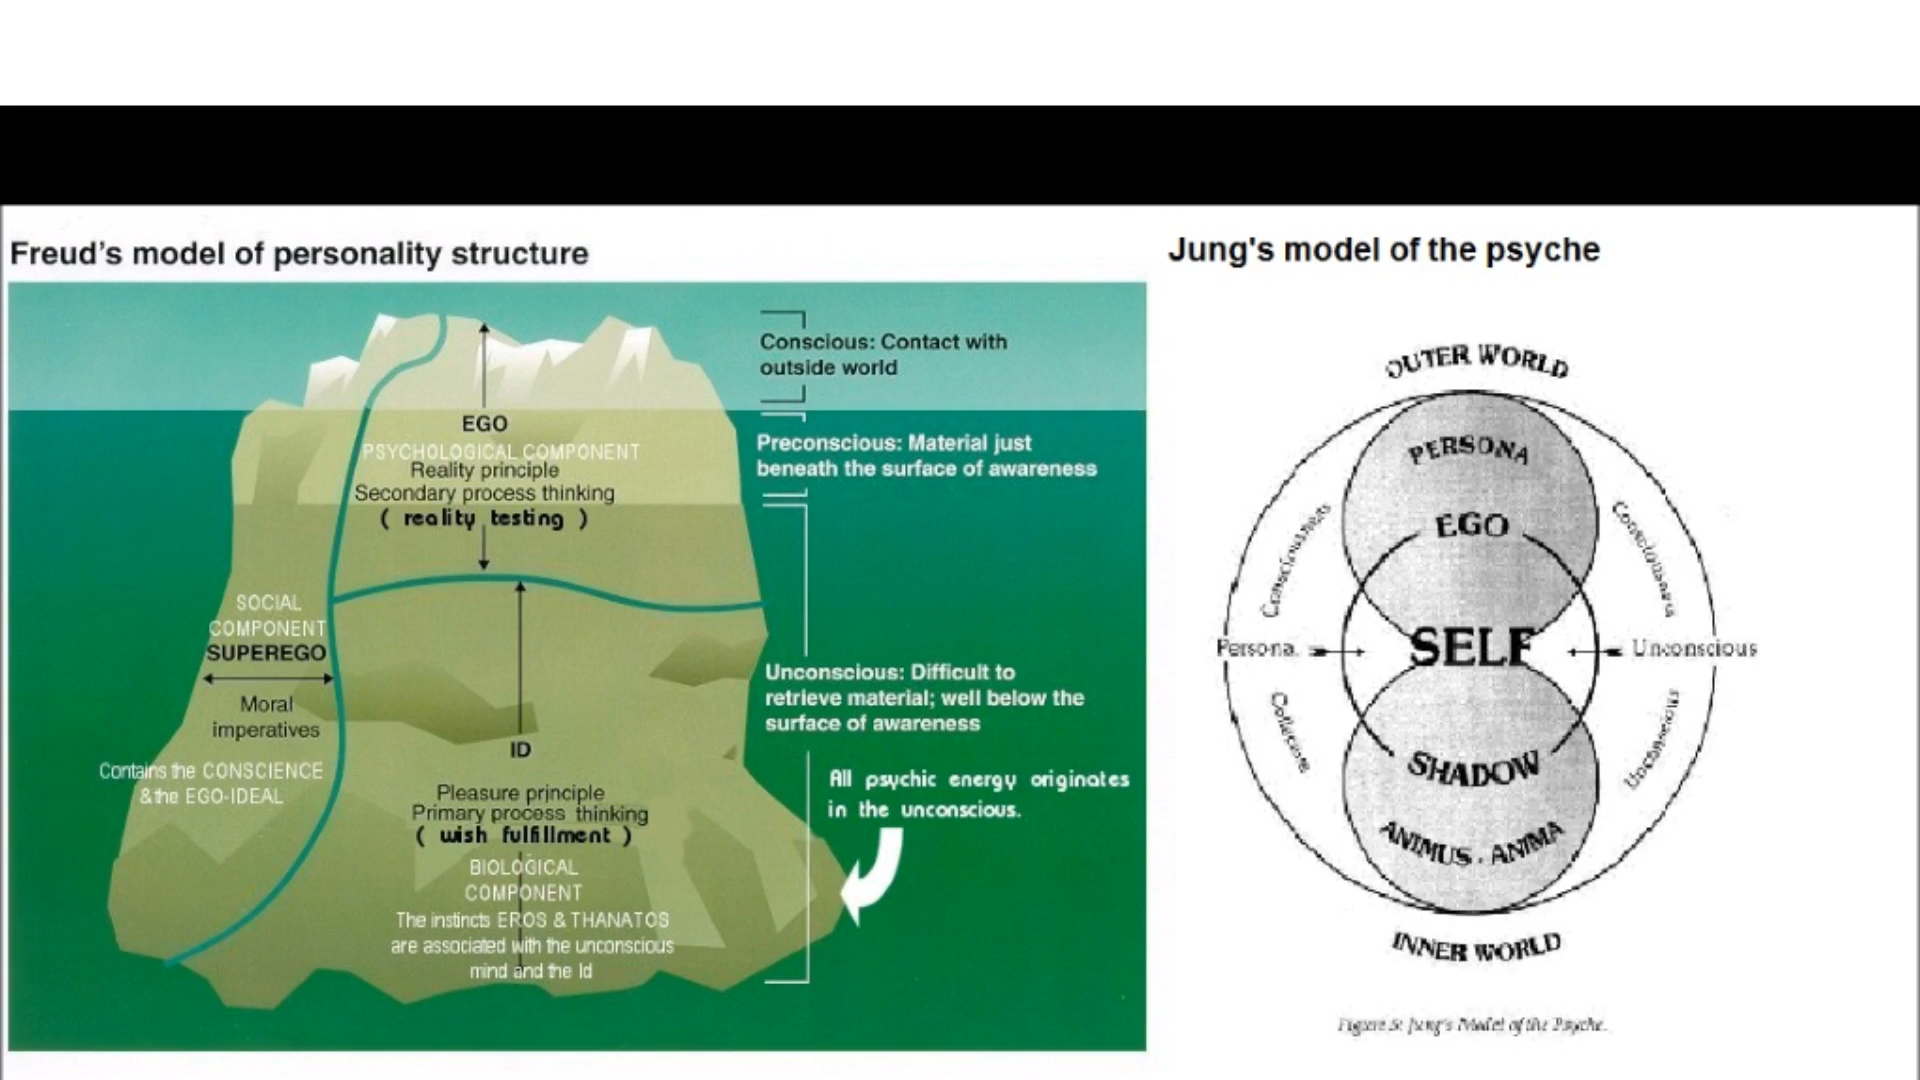 Freud's model of personality structure
Conscious: Contact with
outside world
EGO
PSYCHOLOGICAL COMPONENT
Reality principle
Secondary process thinking
( reality testing )
Preconscious: Material just
beneath the surface of awareness
SOCIAL
COMPONENT
SUPEREGO
Moral
imperatives
Contains the CONSCIENCE
& the EGO-IDEAL
Unconscious: Difficult to
retrieve material; well below the
surface of awareness
ID
Pleasure principle
Primary process thinking
( wish fulfillment )
BIOLOGICAL
COMPONENT
The instincts EROS & THANATOS
are associated with the unconscious
mind and the Id
All psychic energy originates
in the unconscious.
Jung's model of the psyche
OUTER WORLD
PERSONA
EGO
Consciousness
Consciousness
Persona
SELF
Unconscious
Collective
Unconscious
SHADOW
ANIMUS - ANIMA
INNER WORLD
Figure 5: Jung's Model of the Psyche.